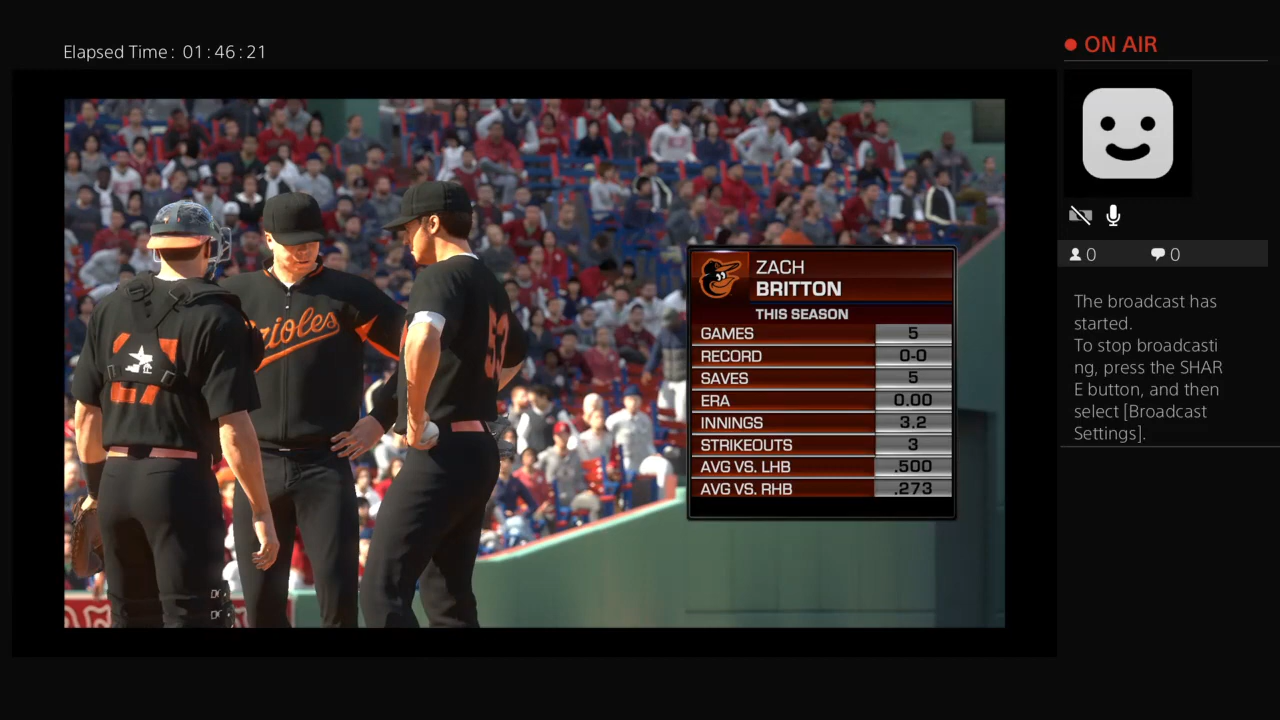 Elapsed Time: 01:46:21
ON AIR
0 0
The broadcast has
started.
To stop broadcasti
ng, press the SHAR
E button, and then
select [Broadcast
Settings].
ZACH
BRITTON
THIS SEASON
GAMES 5
RECORD 0-0
SAVES 5
ERA 0.00
INNINGS 3.2
STRIKEOUTS 3
AVG VS. LHB .500
AVG VS. RHB .273
Orioles
53